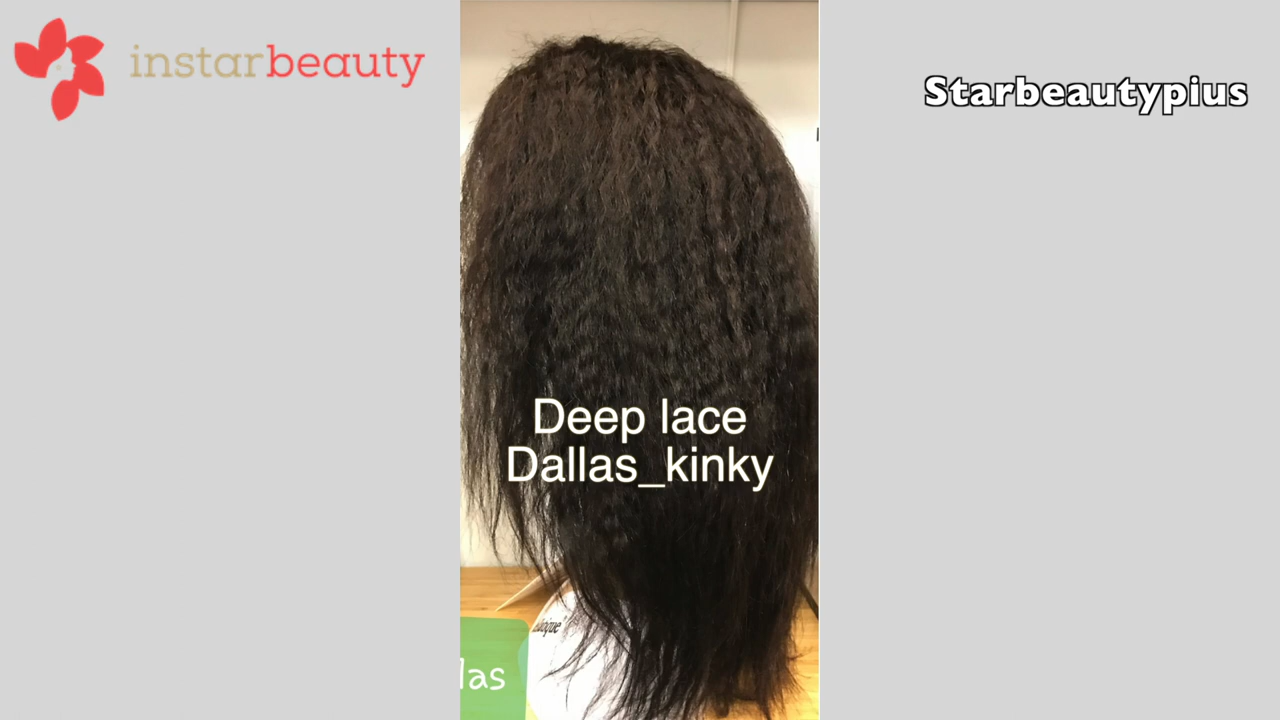 instarbeauty
Starbeautypius
Deep lace
Dallas_kinky
las